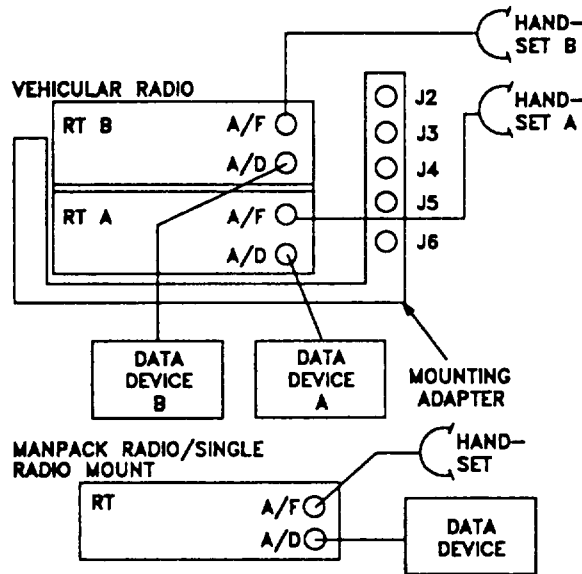 HAND-
SET B
VEHICULAR RADIO
HAND-
SET A
RT B
A/F
J2
J3
A/D
J4
J5
RT A
A/F
J6
A/D
DATA
DEVICE
B
DATA
DEVICE
A
MOUNTING
ADAPTER
MANPACK RADIO/SINGLE
RADIO MOUNT
HAND-
SET
RT
A/F
A/D
DATA
DEVICE